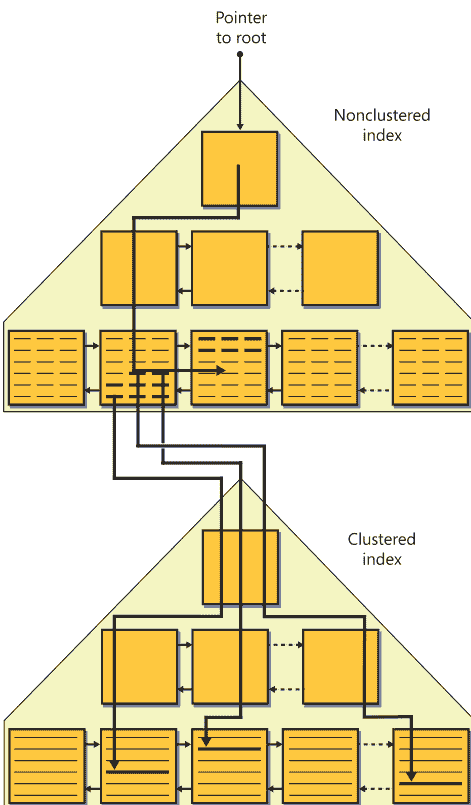 Pointer
to root
Nonclustered
index
Clustered
index